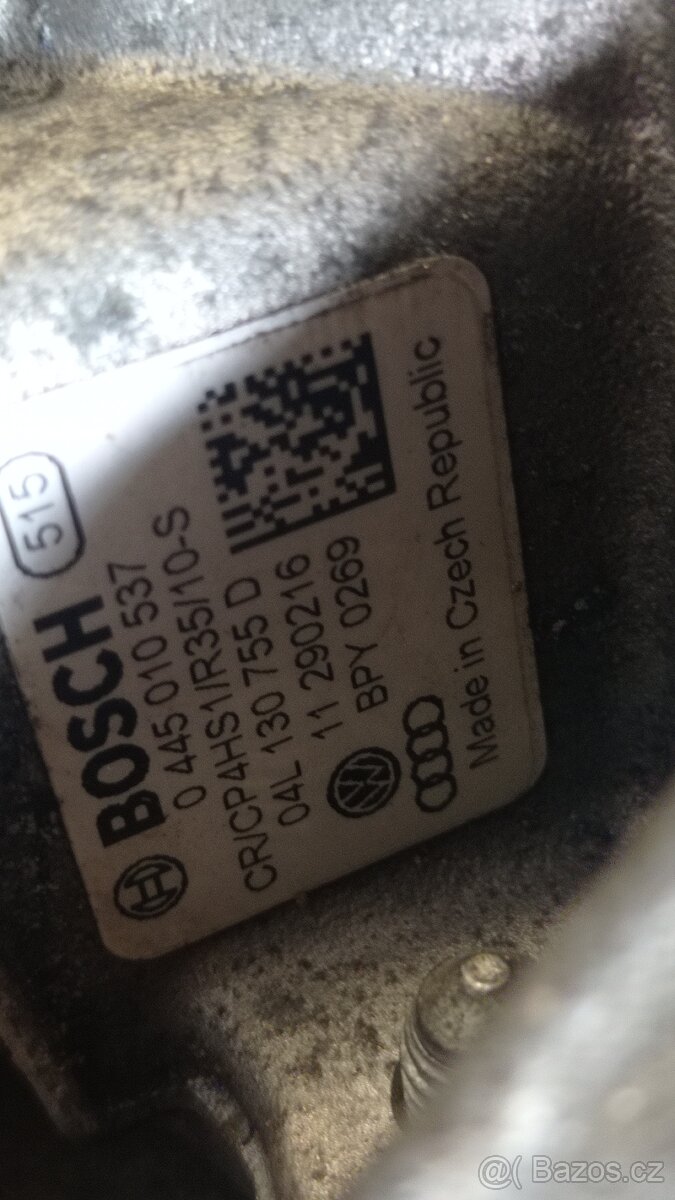 515
BOSCH
0 445 010 537
CR/CP4HS1/R35/10-S
04L 130 755 D
11 290216
BPY 0269
Made in Czech Republic
@( Bazos.cz